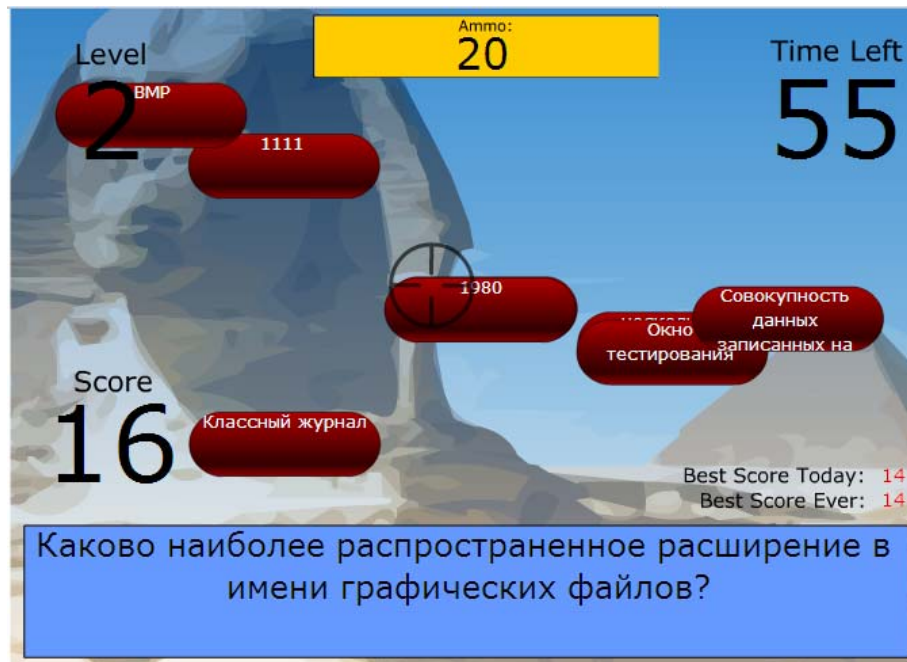 Ammo:
20
Level
2
Time Left
55
BMP
1111
1980
Совокупность
данных
записанных на
Окно
тестирования
Score
16
Классный журнал
Best Score Today: 14
Best Score Ever: 14
Каково наиболее распространенное расширение в
имени графических файлов?